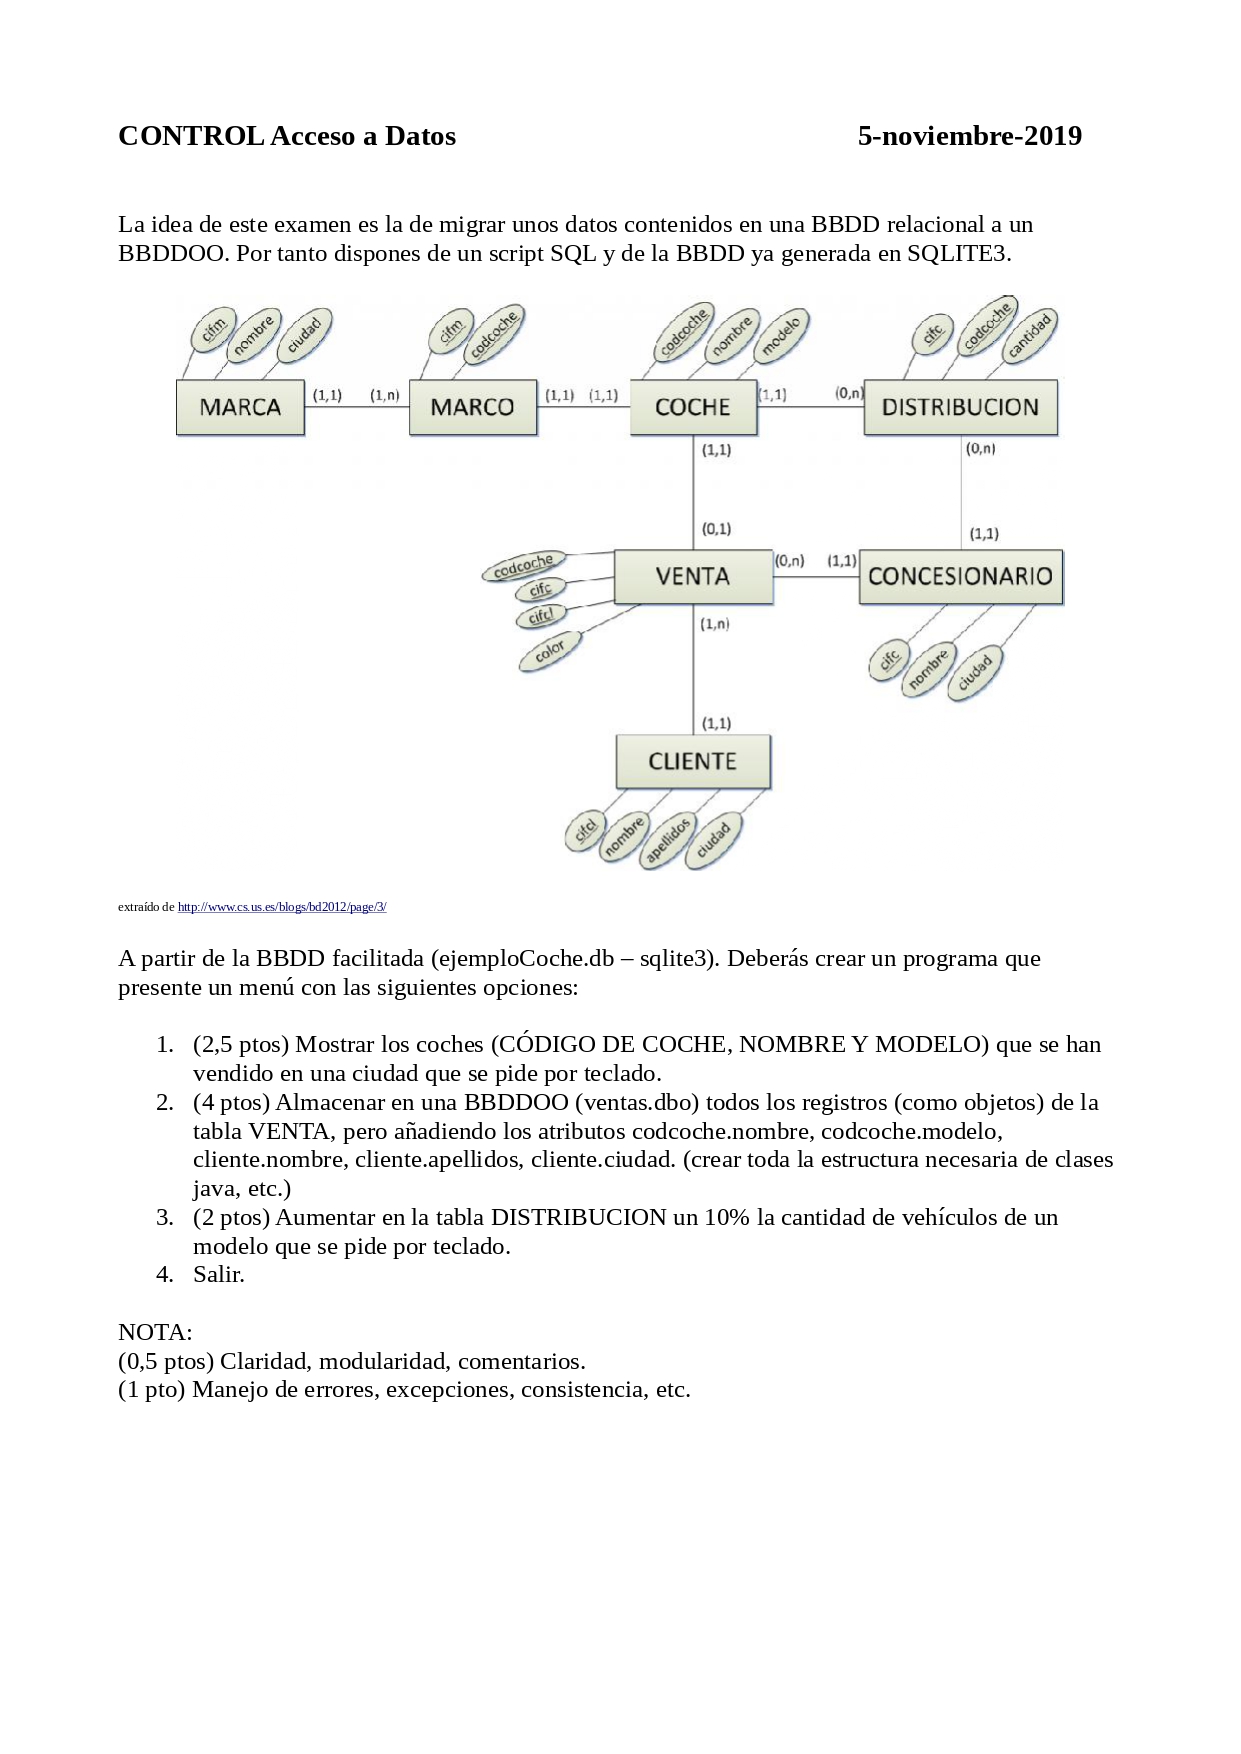 CONTROL Acceso a Datos 5-noviembre-2019
La idea de este examen es la de migrar unos datos contenidos en una BBDD relacional a un
BBDDOO. Por tanto dispones de un script SQL y de la BBDD ya generada en SQLITE3.
cifm nombre ciudad cifm codcoche codcoche nombre modelo cifc codcoche cantidad
MARCA (1,1) (1,n) MARCO (1,1) (1,1) COCHE (1,1) (0,n) DISTRIBUCION
(1,1) (0,n)
(0,1) (1,1)
codcoche
cifc
cifcl
color
VENTA (0,n) (1,1) CONCESIONARIO
(1,n)
cifc nombre ciudad
(1,1)
CLIENTE
cifcl nombre apellidos ciudad
extraído de http://www.cs.us.es/blogs/bd2012/page/3/
A partir de la BBDD facilitada (ejemploCoche.db – sqlite3). Deberás crear un programa que
presente un menú con las siguientes opciones:
1. (2,5 ptos) Mostrar los coches (CÓDIGO DE COCHE, NOMBRE Y MODELO) que se han
vendido en una ciudad que se pide por teclado.
2. (4 ptos) Almacenar en una BBDDOO (ventas.dbo) todos los registros (como objetos) de la
tabla VENTA, pero añadiendo los atributos codcoche.nombre, codcoche.modelo,
cliente.nombre, cliente.apellidos, cliente.ciudad. (crear toda la estructura necesaria de clases
java, etc.)
3. (2 ptos) Aumentar en la tabla DISTRIBUCION un 10% la cantidad de vehículos de un
modelo que se pide por teclado.
4. Salir.
NOTA:
(0,5 ptos) Claridad, modularidad, comentarios.
(1 pto) Manejo de errores, excepciones, consistencia, etc.